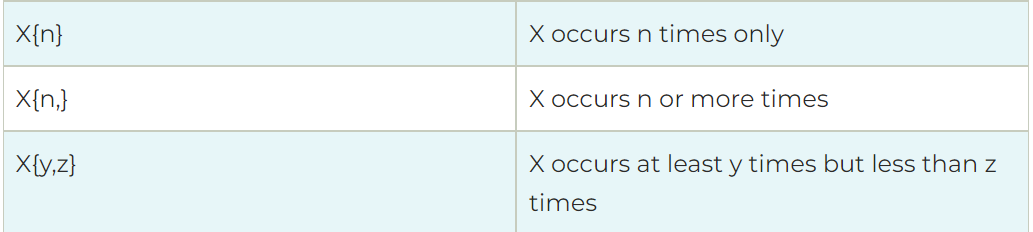 X{n}
X occurs n times only
X{n,}
X occurs n or more times
X{y,z}
X occurs at least y times but less than z
times